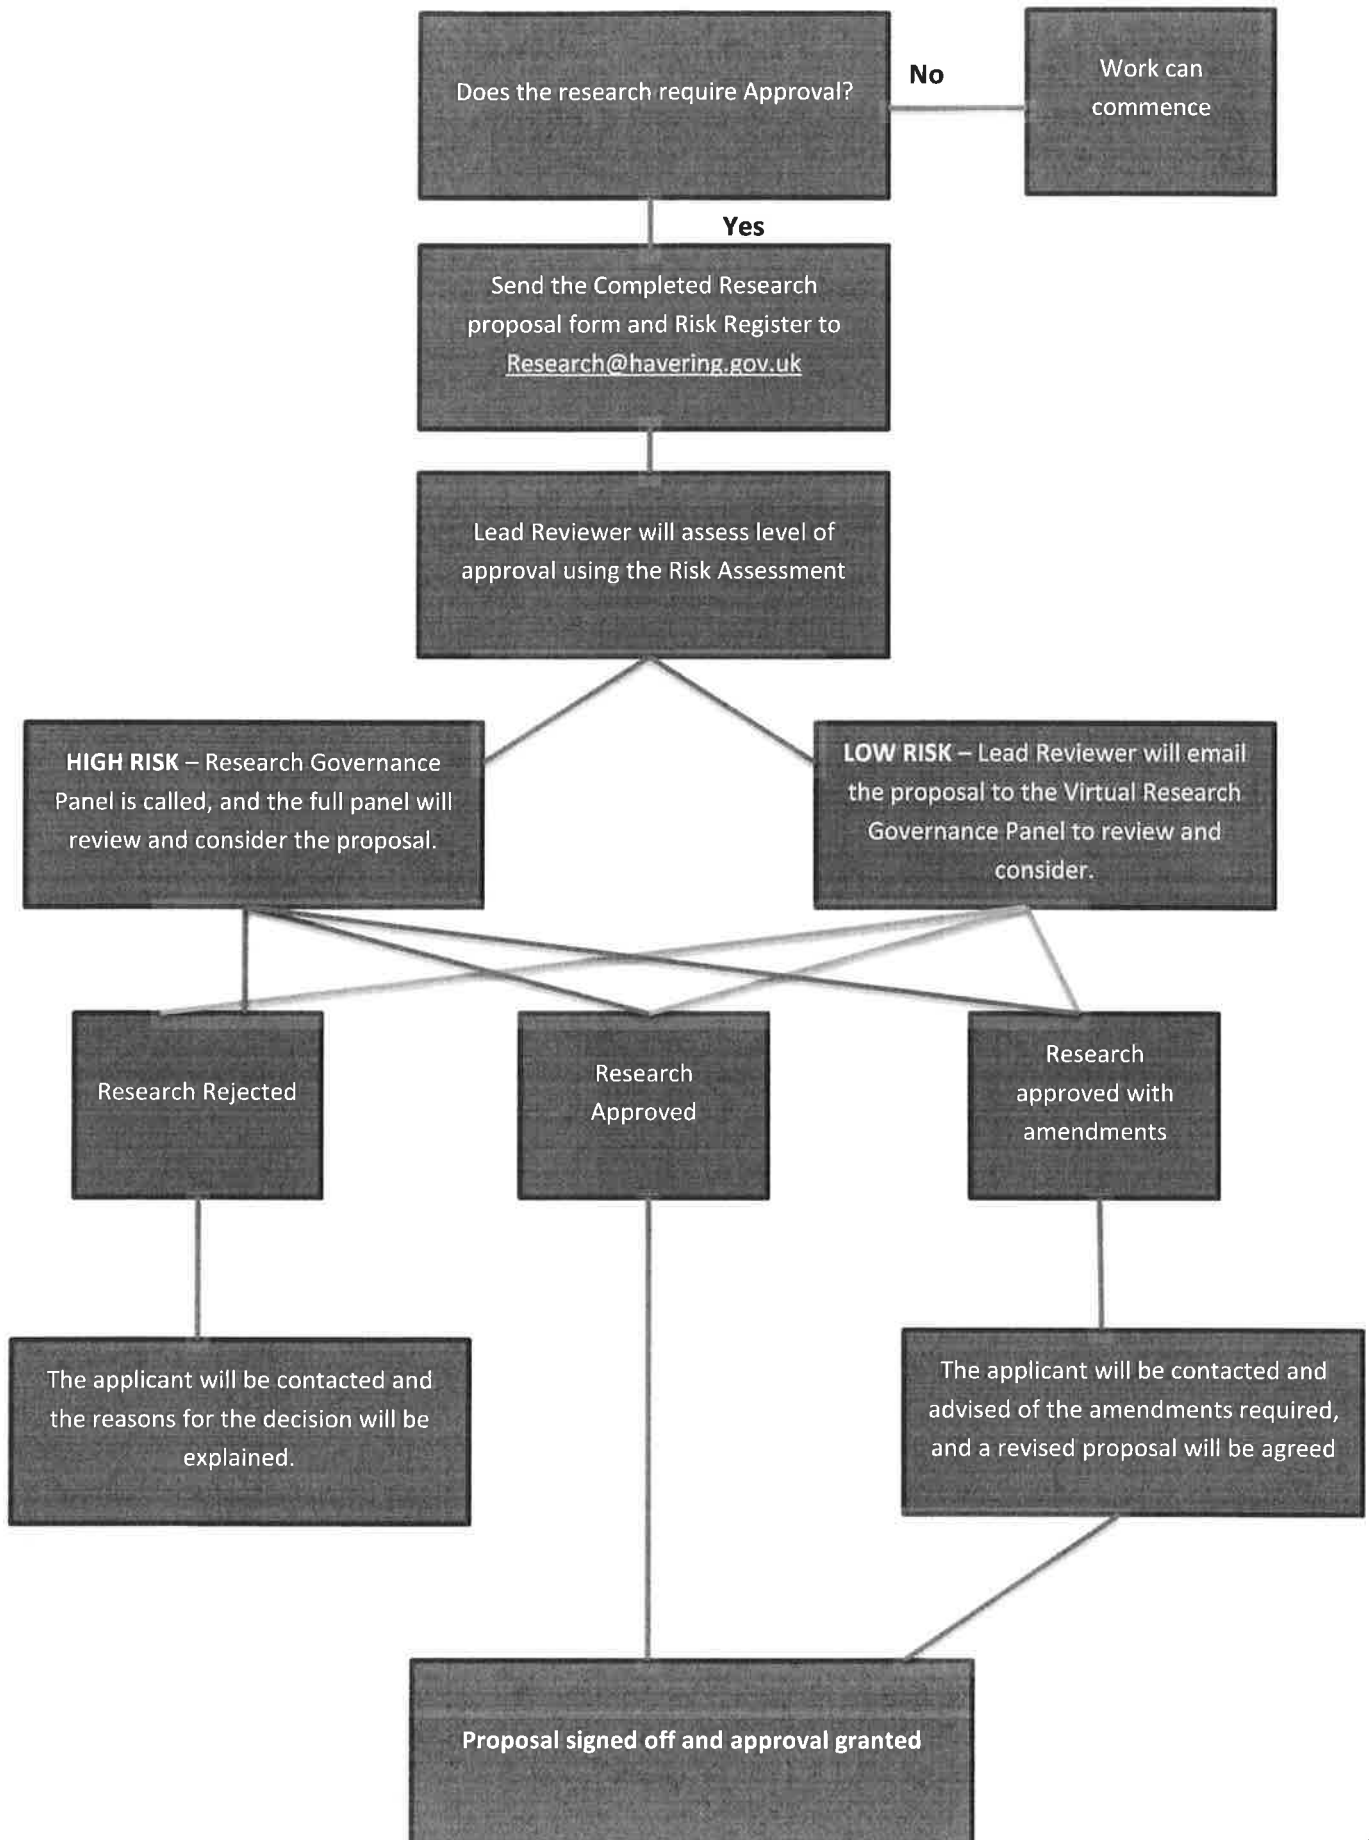 Does the research require Approval?
No
Work can
commence
Yes
Send the Completed Research
proposal form and Risk Register to
Research@havering.gov.uk
Lead Reviewer will assess level of
approval using the Risk Assessment
HIGH RISK – Research Governance
Panel is called, and the full panel will
review and consider the proposal.
LOW RISK – Lead Reviewer will email
the proposal to the Virtual Research
Governance Panel to review and
consider.
Research Rejected
Research
Approved
Research
approved with
amendments
The applicant will be contacted and
the reasons for the decision will be
explained.
The applicant will be contacted and
advised of the amendments required,
and a revised proposal will be agreed
Proposal signed off and approval granted